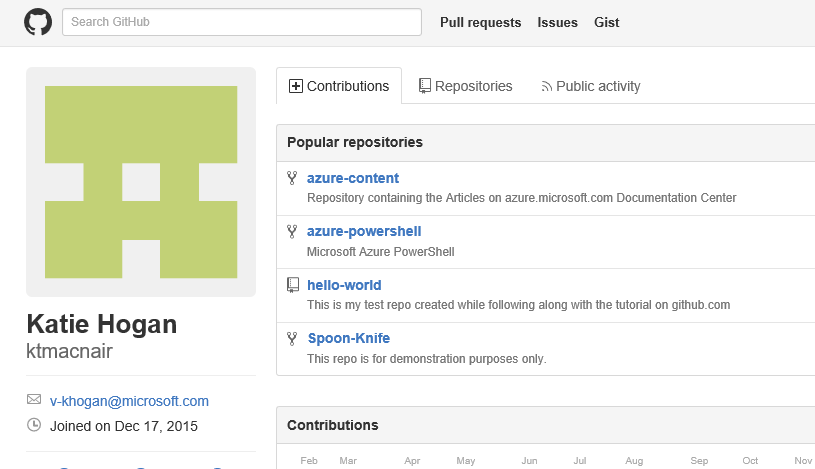 Search GitHub
Pull requests Issues Gist
Contributions Repositories Public activity
Popular repositories
azure-content
Repository containing the Articles on azure.microsoft.com Documentation Center
azure-powershell
Microsoft Azure PowerShell
hello-world
This is my test repo created while following along with the tutorial on github.com
Spoon-Knife
This repo is for demonstration purposes only.
Katie Hogan
ktmacnair
v-khogan@microsoft.com
Joined on Dec 17, 2015
Contributions
Feb Mar Apr May Jun Jul Aug Sep Oct Nov